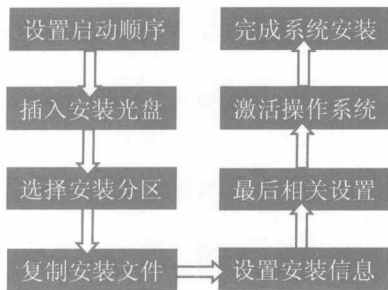 设置启动顺序
插入安装光盘
选择安装分区
复制安装文件
设置安装信息
最后相关设置
激活操作系统
完成系统安装